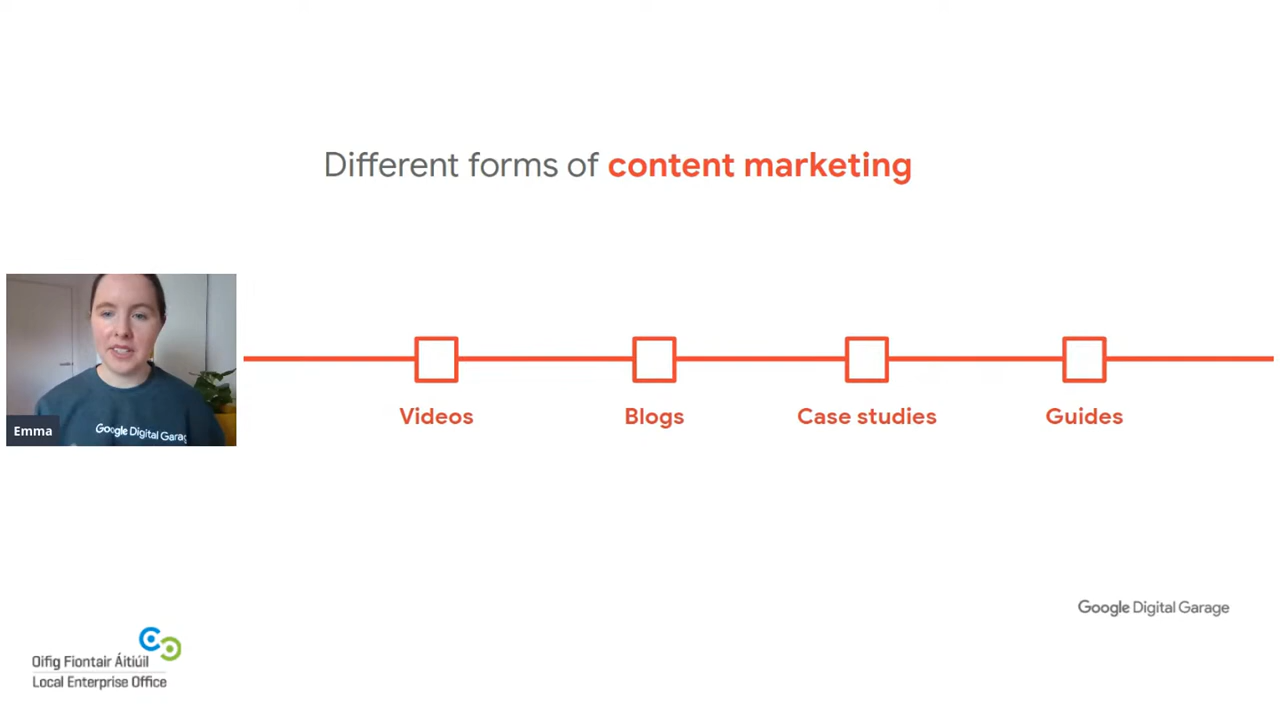 Different forms of content marketing
Emma
Google Digital Garag
Videos
Blogs
Case studies
Guides
Google Digital Garage
Oifig Fiontair Áitiúil
Local Enterprise Office